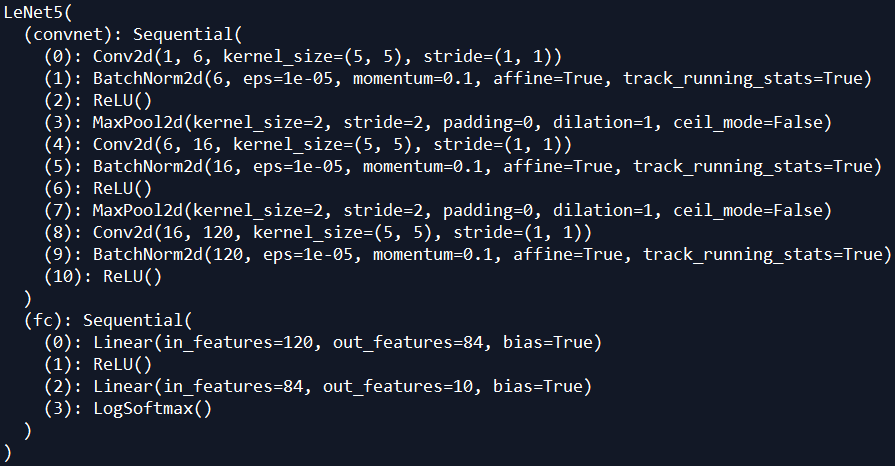 LeNet5(
  (convnet): Sequential(
    (0): Conv2d(1, 6, kernel_size=(5, 5), stride=(1, 1))
    (1): BatchNorm2d(6, eps=1e-05, momentum=0.1, affine=True, track_running_stats=True)
    (2): ReLU()
    (3): MaxPool2d(kernel_size=2, stride=2, padding=0, dilation=1, ceil_mode=False)
    (4): Conv2d(6, 16, kernel_size=(5, 5), stride=(1, 1))
    (5): BatchNorm2d(16, eps=1e-05, momentum=0.1, affine=True, track_running_stats=True)
    (6): ReLU()
    (7): MaxPool2d(kernel_size=2, stride=2, padding=0, dilation=1, ceil_mode=False)
    (8): Conv2d(16, 120, kernel_size=(5, 5), stride=(1, 1))
    (9): BatchNorm2d(120, eps=1e-05, momentum=0.1, affine=True, track_running_stats=True)
    (10): ReLU()
  )
  (fc): Sequential(
    (0): Linear(in_features=120, out_features=84, bias=True)
    (1): ReLU()
    (2): Linear(in_features=84, out_features=10, bias=True)
    (3): LogSoftmax()
  )
)